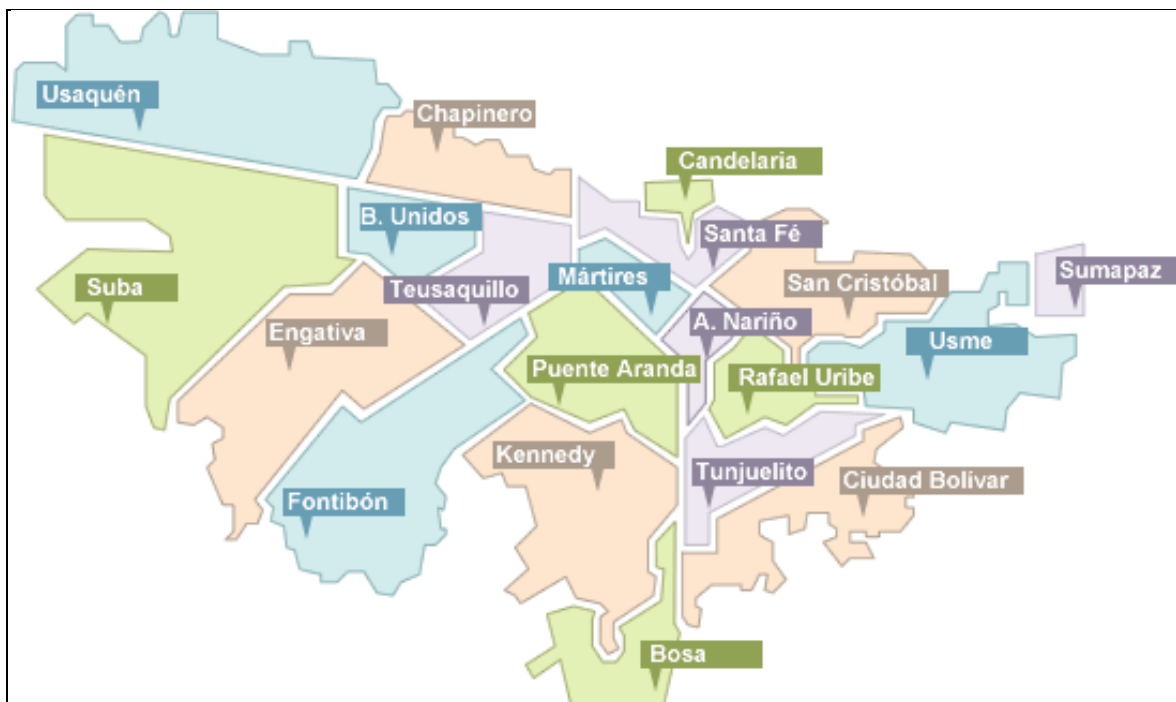 Usaquén
Chapinero
Candelaria
B. Unidos
Santa Fé
Mártires
Sumapaz
San Cristóbal
Suba
Teusaquillo
A. Nariño
Engativa
Usme
Puente Aranda
Rafael Uribe
Kennedy
Tunjuelito
Ciudad Bolívar
Fontibón
Bosa